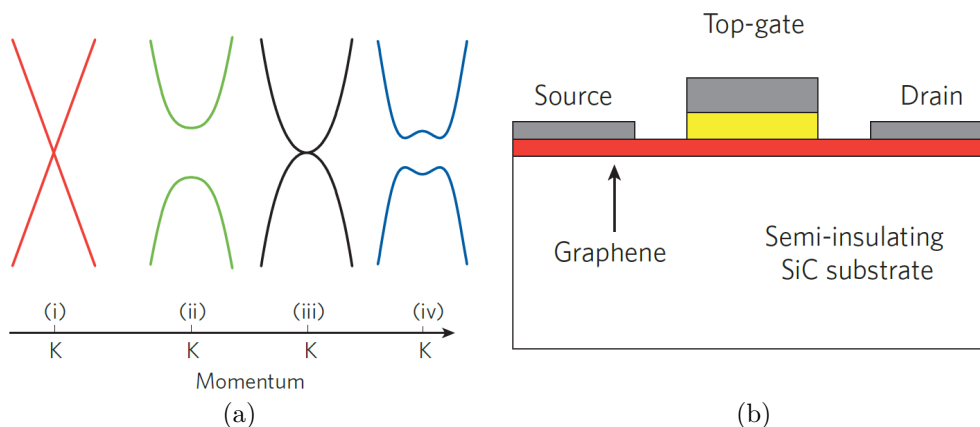 (i) (ii) (iii) (iv)
K K K K
Momentum
(a)
Top-gate
Source Drain
Graphene
Semi-insulating
SiC substrate
(b)